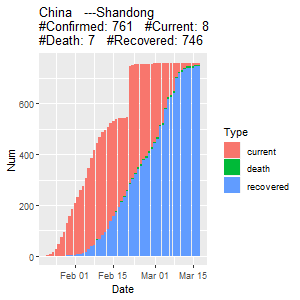 China   ---Shandong
#Confirmed: 761   #Current: 8
#Death: 7   #Recovered: 746
600
400
200
0
Num
Feb 01
Feb 15
Mar 01
Mar 15
Date
Type
current
death
recovered